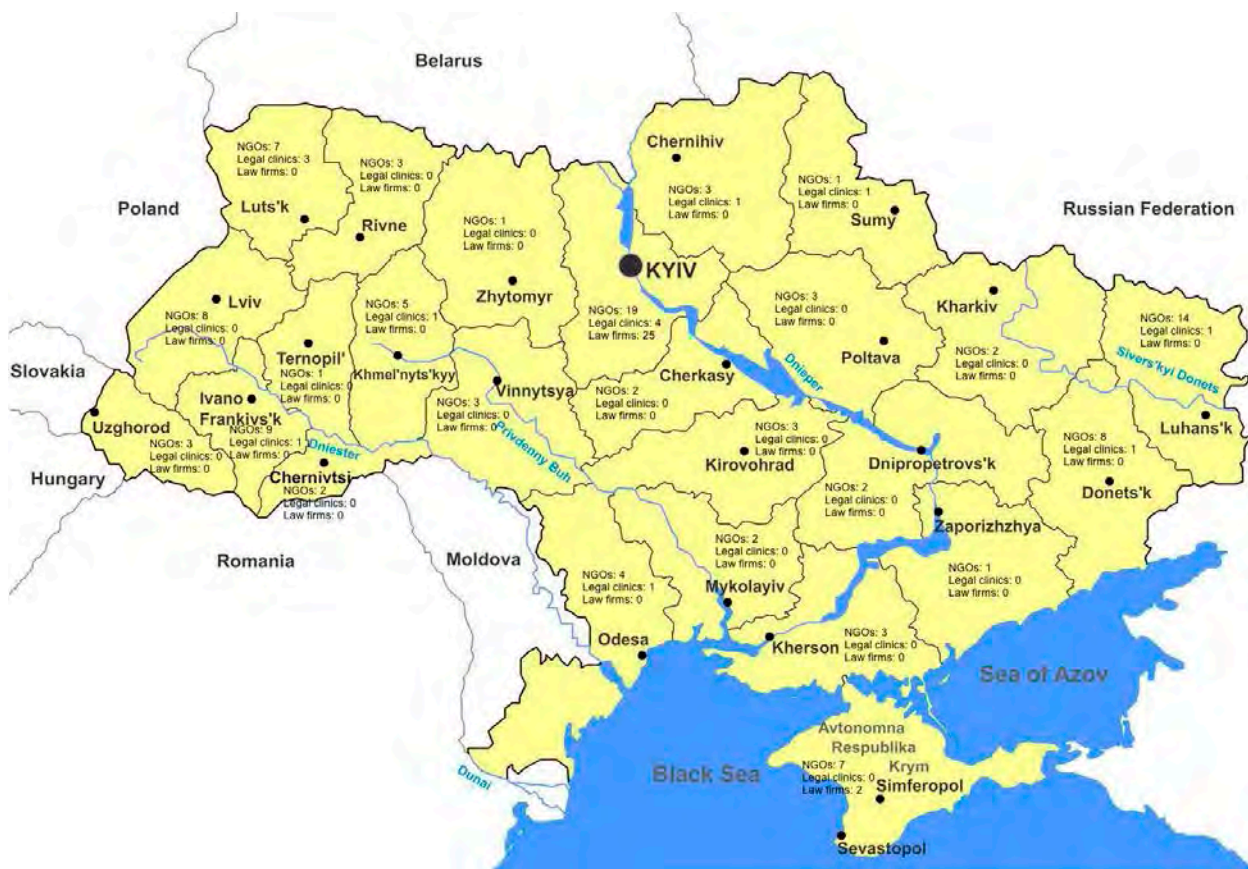 Belarus
Chernihiv
NGOs: 7
Legal clinics: 3
Law firms: 0
NGOs: 3
Legal clinics: 0
Law firms: 0
NGOs: 3
Legal clinics: 1
Law firms: 0
NGOs: 1
Legal clinics: 1
Law firms: 0
Poland
Luts'k
Rivne
Sumy
Russian Federation
NGOs: 1
Legal clinics: 0
Law firms: 0
KYIV
Zhytomyr
Lviv
NGOs: 8
Legal clinics: 0
Law firms: 0
NGOs: 5
Legal clinics: 1
Law firms: 0
NGOs: 19
Legal clinics: 4
Law firms: 25
NGOs: 3
Legal clinics: 0
Law firms: 0
Kharkiv
NGOs: 14
Legal clinics: 1
Law firms: 0
Ternopil'
NGOs: 1
Legal clinics: 0
Law firms: 0
Khmel'nyts'kyy
Poltava
NGOs: 2
Legal clinics: 0
Law firms: 0
Sivers'kyi Donets
Slovakia
Vinnytsya
Cherkasy
Dnieper
Ivano
Frankivs'k
NGOs: 9
Legal clinics: 1
Law firms: 0
NGOs: 3
Legal clinics: 0
Law firms: 0
NGOs: 2
Legal clinics: 0
Law firms: 0
Uzghorod
NGOs: 3
Legal clinics: 0
Law firms: 0
Dniester
Privdenny Buh
NGOs: 3
Legal clinics: 0
Law firms: 0
Kirovohrad
Dnipropetrovs'k
NGOs: 8
Legal clinics: 1
Law firms: 0
Luhans'k
Hungary
Chernivtsi
NGOs: 2
Legal clinics: 0
Law firms: 0
NGOs: 2
Legal clinics: 0
Law firms: 0
Donets'k
Zaporizhzhya
Romania
Moldova
NGOs: 4
Legal clinics: 1
Law firms: 0
NGOs: 2
Legal clinics: 0
Law firms: 0
Mykolayiv
NGOs: 1
Legal clinics: 0
Law firms: 0
Odesa
Kherson
NGOs: 3
Legal clinics: 0
Law firms: 0
Sea of Azov
Avtonomna
Respublika
Krym
Black Sea
NGOs: 7
Legal clinics: 0
Law firms: 2
Simferopol
Dunai
Sevastopol